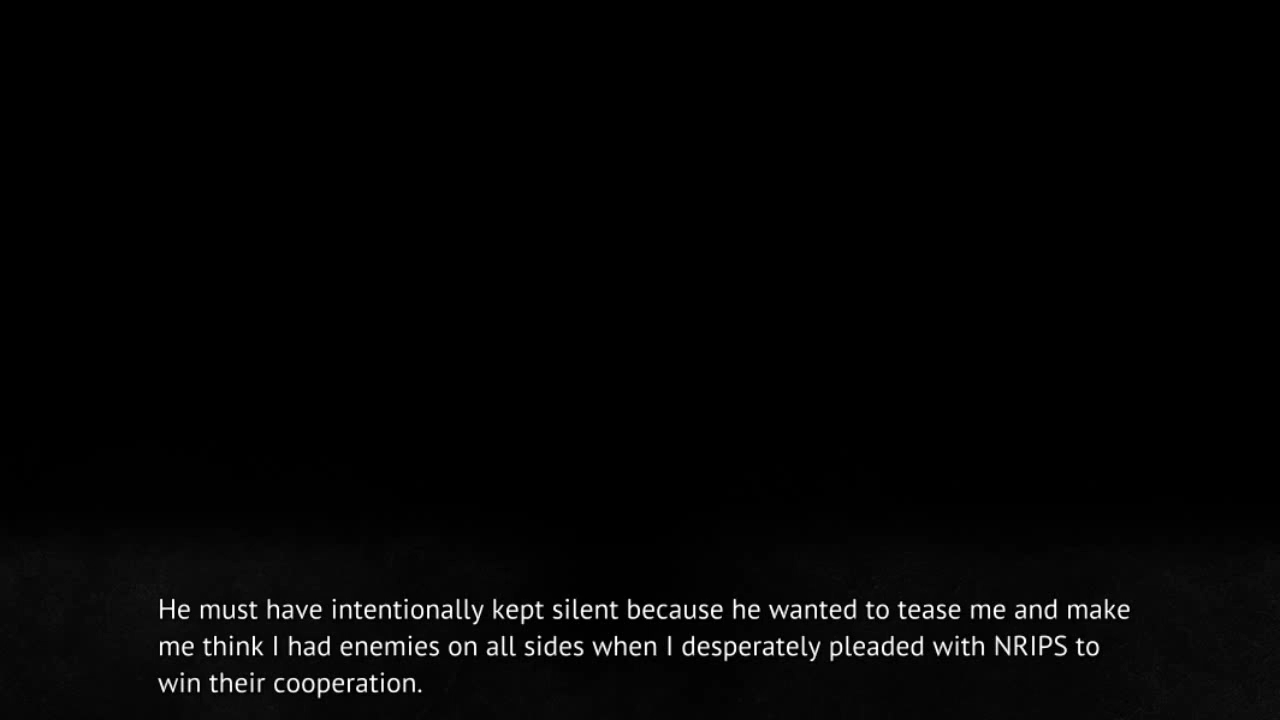 He must have intentionally kept silent because he wanted to tease me and make
me think I had enemies on all sides when I desperately pleaded with NRIPS to
win their cooperation.